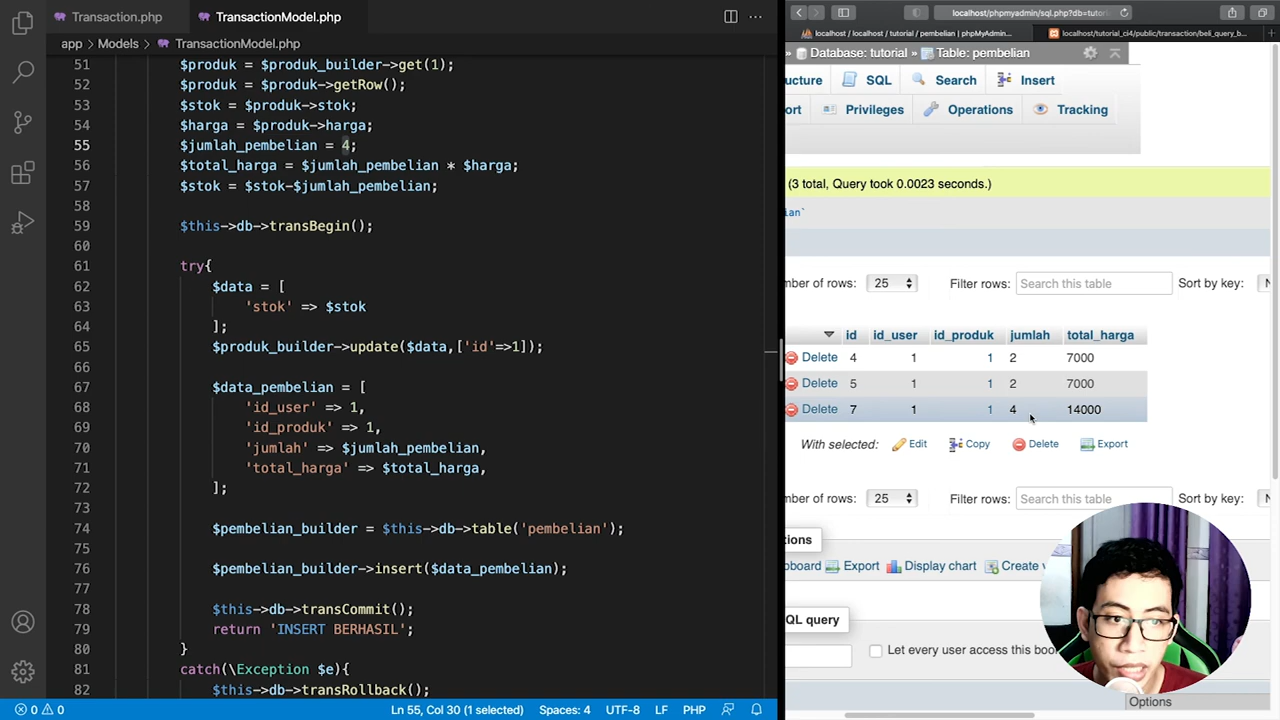 Transaction.php
TransactionModel.php
app > Models > TransactionModel.php
51 $produk = $produk_builder->get(1);
52 $produk = $produk->getRow();
53 $stok = $produk->stok;
54 $harga = $produk->harga;
55 $jumlah_pembelian = 4;
56 $total_harga = $jumlah_pembelian * $harga;
57 $stok = $stok-$jumlah_pembelian;
58
59 $this->db->transBegin();
60
61 try{
62 $data = [
63 'stok' => $stok
64 ];
65 $produk_builder->update($data,['id'=>1]);
66
67 $data_pembelian = [
68 'id_user' => 1,
69 'id_produk' => 1,
70 'jumlah' => $jumlah_pembelian,
71 'total_harga' => $total_harga,
72 ];
73
74 $pembelian_builder = $this->db->table('pembelian');
75
76 $pembelian_builder->insert($data_pembelian);
77
78 $this->db->transCommit();
79 return 'INSERT BERHASIL';
80 }
81 catch(\Exception $e){
82 $this->db->transRollback();
0 0 Ln 55, Col 30 (1 selected) Spaces: 4 UTF-8 LF PHP
localhost/phpmyadmin/sql.php?db=tutori
localhost / localhost / tutorial / pembelian | phpMyAdmin...
localhost/tutorial_ci4/public/transaction/beli_query_b...
Database: tutorial » Table: pembelian
ucture SQL Search Insert
ort Privileges Operations Tracking
(3 total, Query took 0.0023 seconds.)
ian`
mber of rows: 25 Filter rows: Search this table Sort by key: N
id id_user id_produk jumlah total_harga
Delete 4 1 1 2 7000
Delete 5 1 1 2 7000
Delete 7 1 1 4 14000
With selected: Edit Copy Delete Export
mber of rows: 25 Filter rows: Search this table Sort by key: N
tions
pboard Export Display chart Create v
QL query
Let every user access this boo
Options